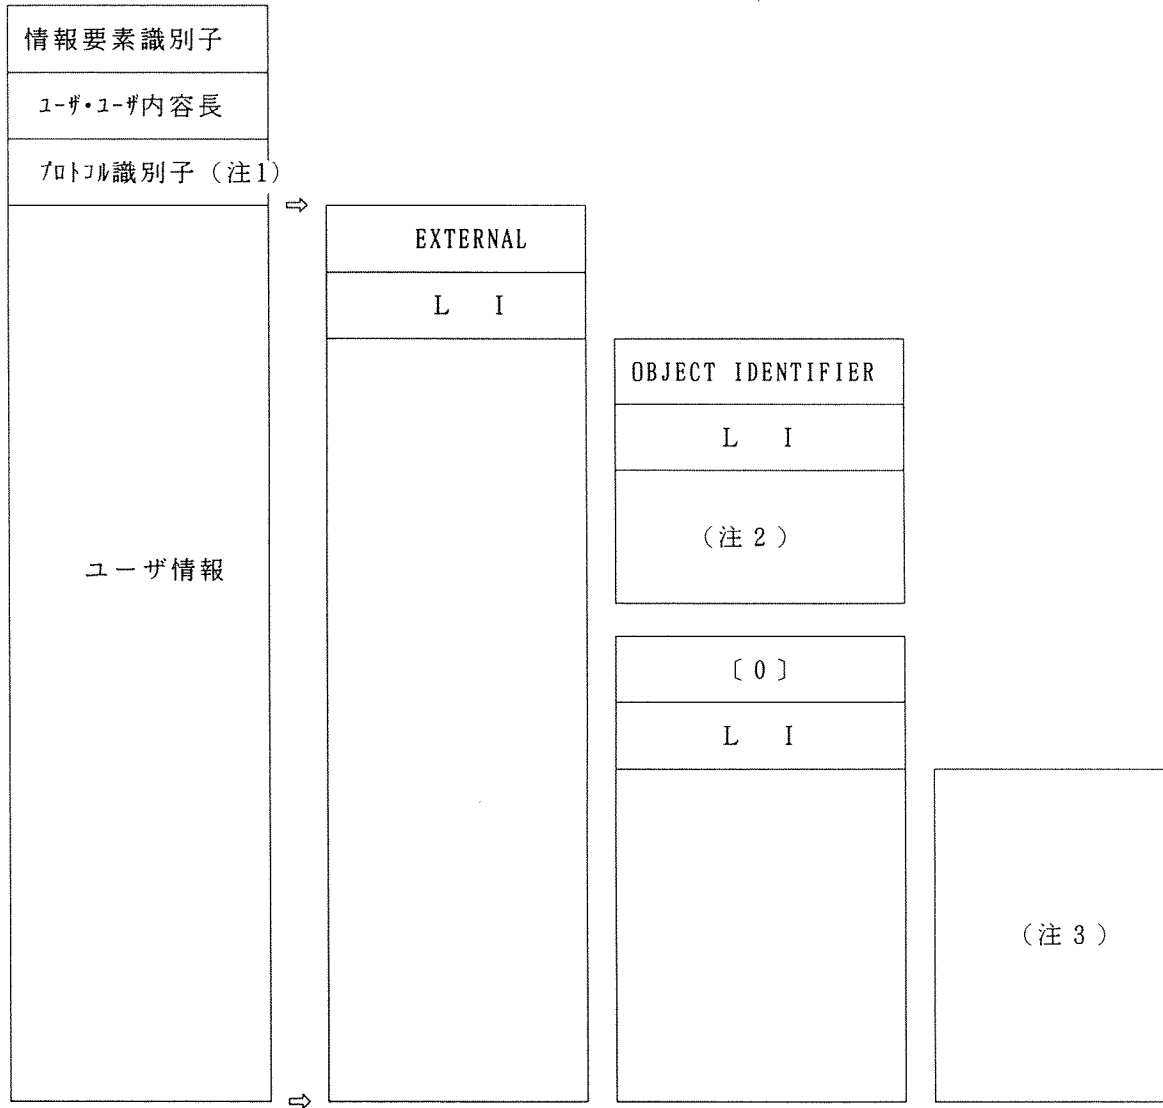 情報要素識別子
ユーザ・ユーザ内容長
プロトコル識別子（注1）
⇨
EXTERNAL
L I
OBJECT IDENTIFIER
L I
（注2）
ユーザ情報
〔0〕
L I
（注3）
⇨